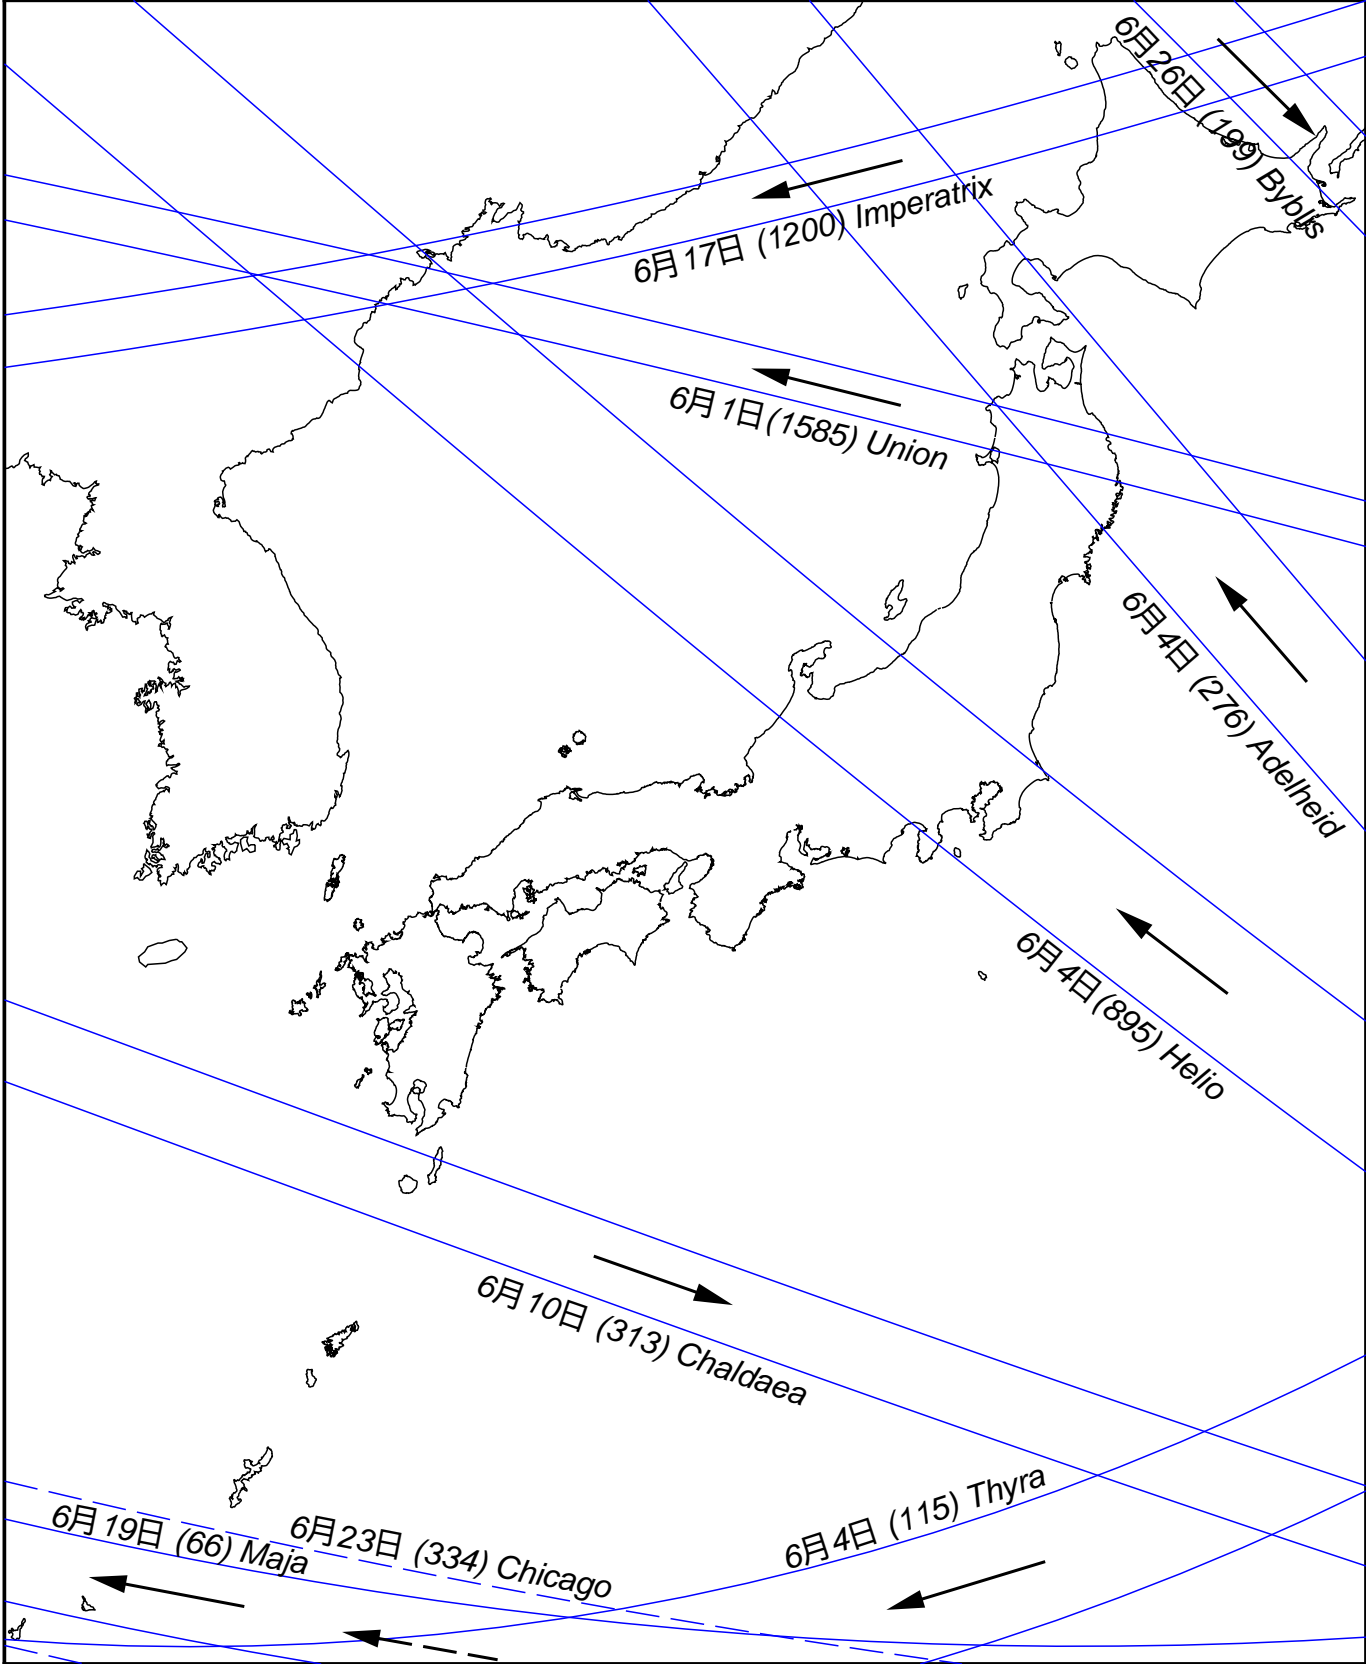 6月26日 (199) Byblis
6月17日 (1200) Imperatrix
6月1日(1585) Union
6月4日 (276) Adelheid
6月4日(895) Helio
6月10日 (313) Chaldaea
6月4日 (115) Thyra
6月19日 (66) Maja
6月23日 (334) Chicago